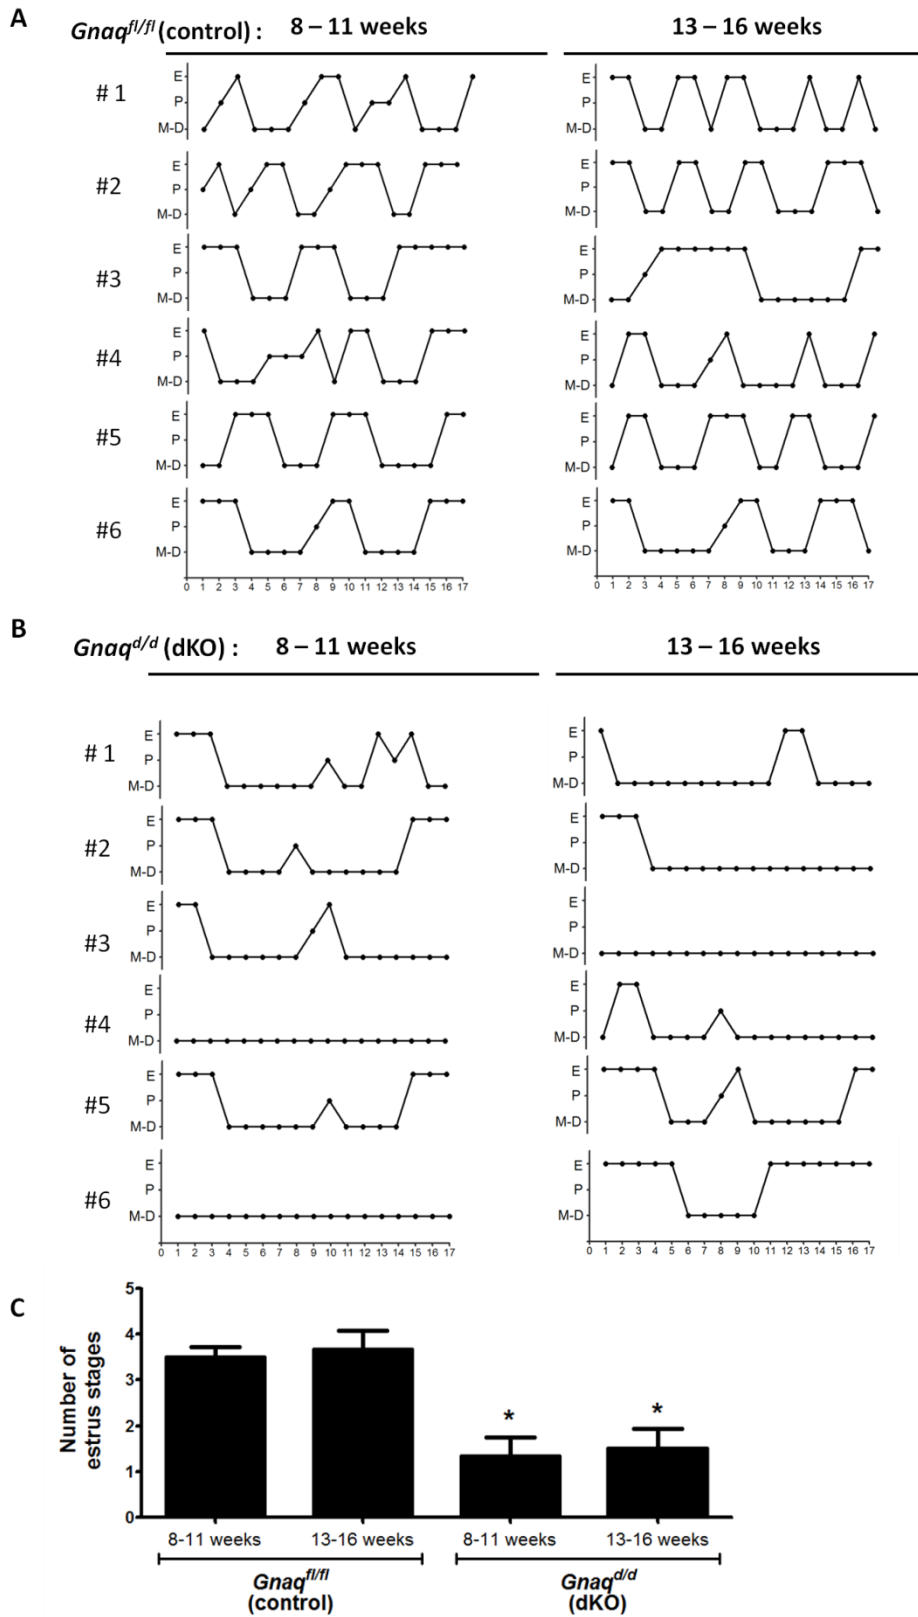 A
Gnaq^fl/fl (control) : 8 – 11 weeks 13 – 16 weeks
# 1
E E
P P
M-D M-D
#2
E E
P P
M-D M-D
#3
E E
P P
M-D M-D
#4
E E
P P
M-D M-D
#5
E E
P P
M-D M-D
#6
E E
P P
M-D M-D
0 1 2 3 4 5 6 7 8 9 10 11 12 13 14 15 16 17 0 1 2 3 4 5 6 7 8 9 10 11 12 13 14 15 16 17
B
Gnaq^d/d (dKO) : 8 – 11 weeks 13 – 16 weeks
# 1
E E
P P
M-D M-D
#2
E E
P P
M-D M-D
#3
E E
P P
M-D M-D
#4
E E
P P
M-D M-D
#5
E E
P P
M-D M-D
#6
E E
P P
M-D M-D
0 1 2 3 4 5 6 7 8 9 10 11 12 13 14 15 16 17 0 1 2 3 4 5 6 7 8 9 10 11 12 13 14 15 16 17
C
Number of
estrus stages
5
4
3
2
1
0
* *
8-11 weeks 13-16 weeks 8-11 weeks 13-16 weeks
Gnaq^fl/fl Gnaq^d/d
(control) (dKO)